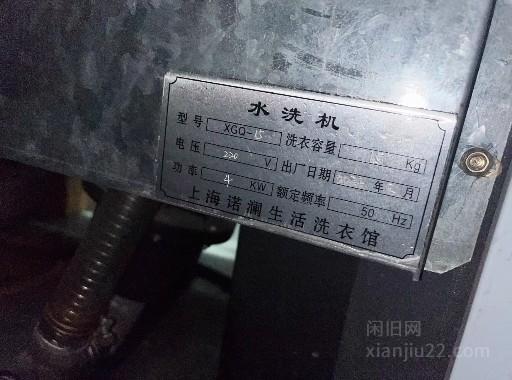 水洗机
型号 XGQ-15 洗衣容量 15 Kg
电压 220 V 出厂日期 年 月
功率 4 KW 额定频率 50 Hz
上海诺澜生活洗衣馆
闲旧网
xianjiu22.com